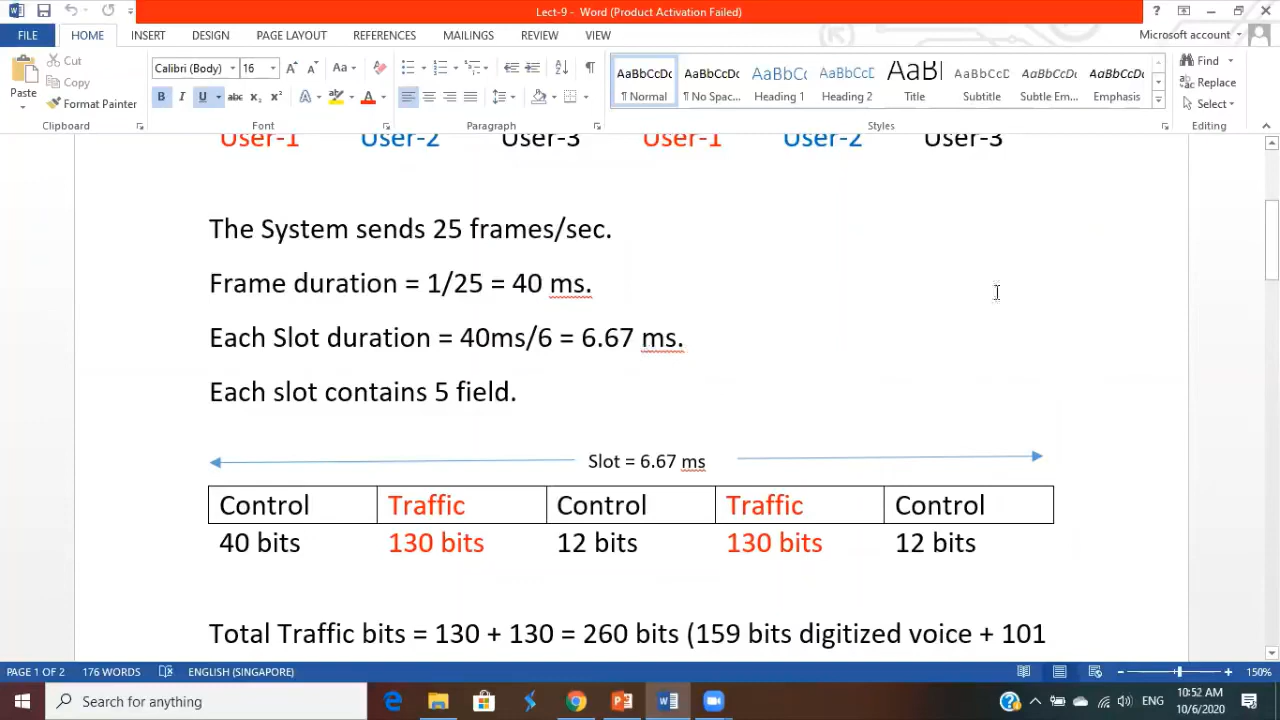 Lect-9 - Word (Product Activation Failed)
FILE HOME INSERT DESIGN PAGE LAYOUT REFERENCES MAILINGS REVIEW VIEW Microsoft account
Paste
Cut
Copy
Format Painter
Clipboard
Calibri (Body) 16
Font
Paragraph
AaBbCcDc AaBbCcDc AaBbCc AaBbCcC AaBl AaBbCcD AaBbCcDc AaBbCcDc
¶ Normal ¶ No Spac... Heading 1 Heading 2 Title Subtitle Subtle Em... Emphasis
Styles
Find
Replace
Select
Editing
User-1 User-2 User-3 User-1 User-2 User-3
The System sends 25 frames/sec.
Frame duration = 1/25 = 40 ms.
Each Slot duration = 40ms/6 = 6.67 ms.
Each slot contains 5 field.
Slot = 6.67 ms
Control Traffic Control Traffic Control
40 bits 130 bits 12 bits 130 bits 12 bits
Total Traffic bits = 130 + 130 = 260 bits (159 bits digitized voice + 101
PAGE 1 OF 2 176 WORDS ENGLISH (SINGAPORE) 150%
Search for anything
ENG
10:52 AM
10/6/2020